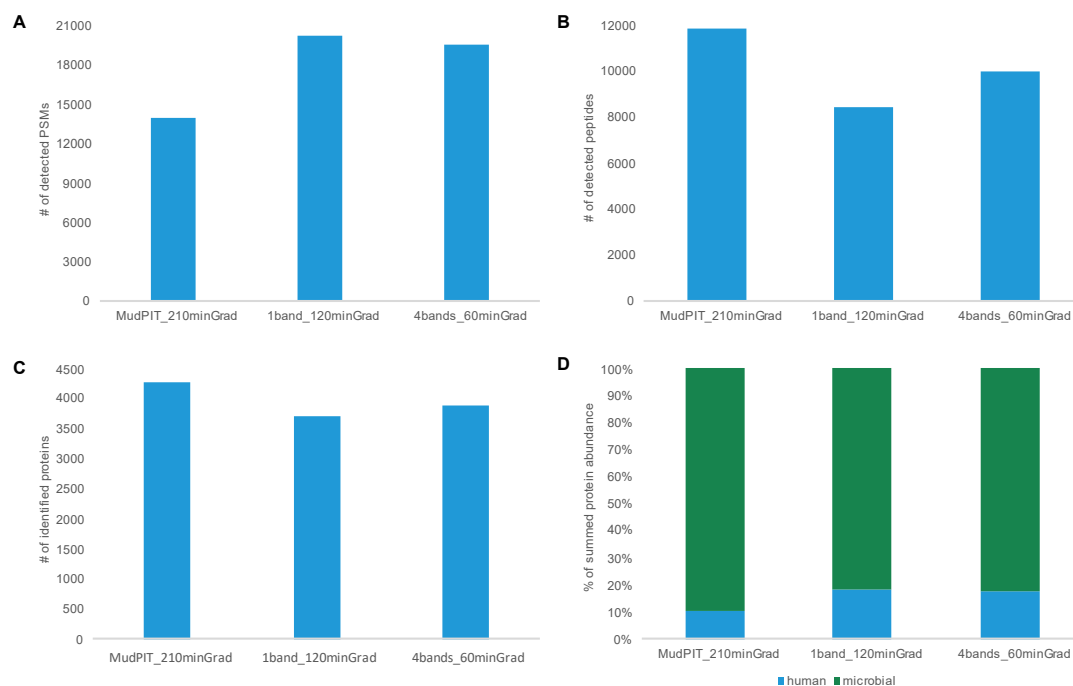 A
# of detected PSMs
21000
18000
15000
12000
9000
6000
3000
0
MudPIT_210minGrad 1band_120minGrad 4bands_60minGrad
B
# of detected peptides
12000
10000
8000
6000
4000
2000
0
MudPIT_210minGrad 1band_120minGrad 4bands_60minGrad
C
# of identified proteins
4500
4000
3500
3000
2500
2000
1500
1000
500
0
MudPIT_210minGrad 1band_120minGrad 4bands_60minGrad
D
% of summed protein abundance
100%
90%
80%
70%
60%
50%
40%
30%
20%
10%
0%
MudPIT_210minGrad 1band_120minGrad 4bands_60minGrad
human microbial